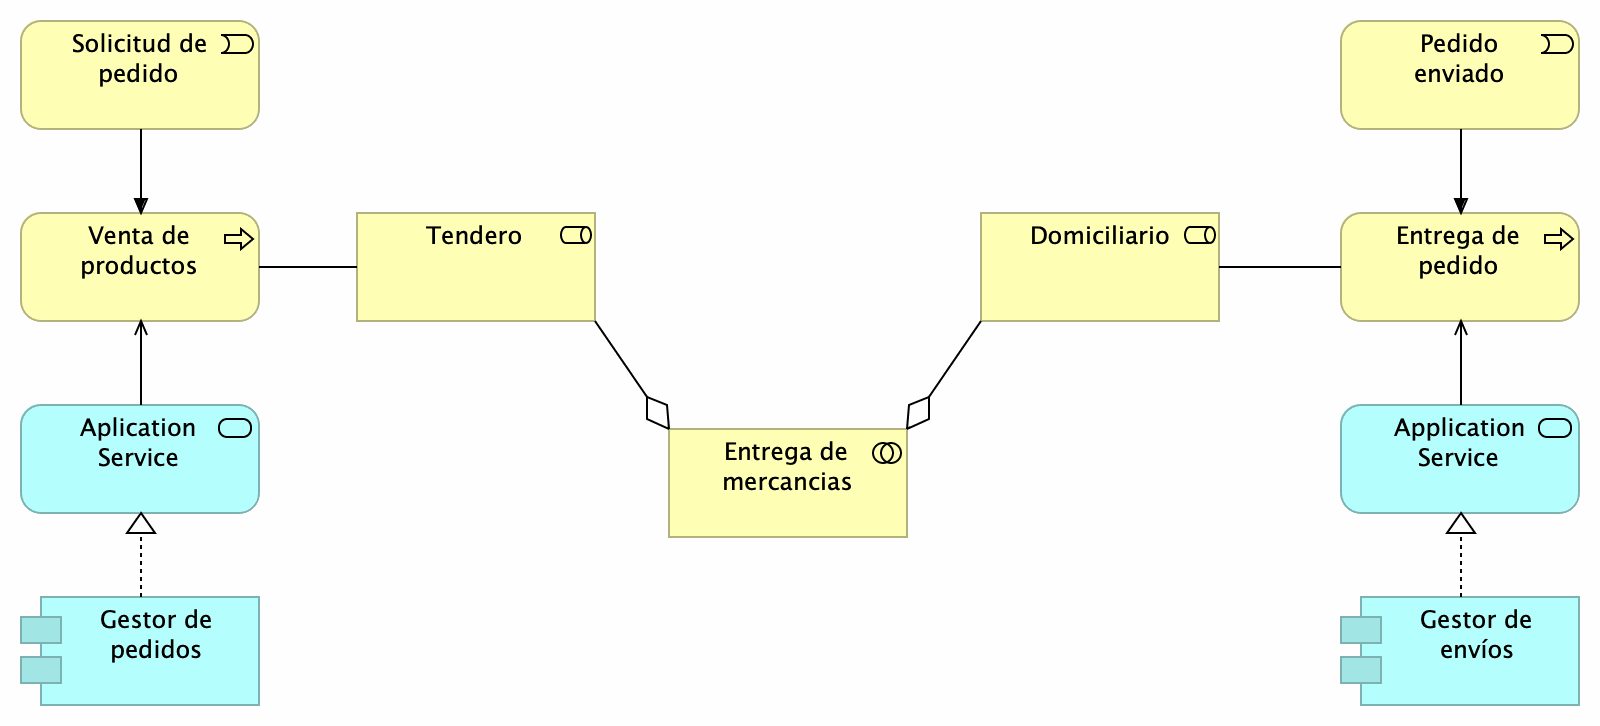 Solicitud de
pedido
Pedido
enviado
Venta de
productos
Tendero
Domiciliario
Entrega de
pedido
Aplication
Service
Entrega de
mercancias
Application
Service
Gestor de
pedidos
Gestor de
envíos